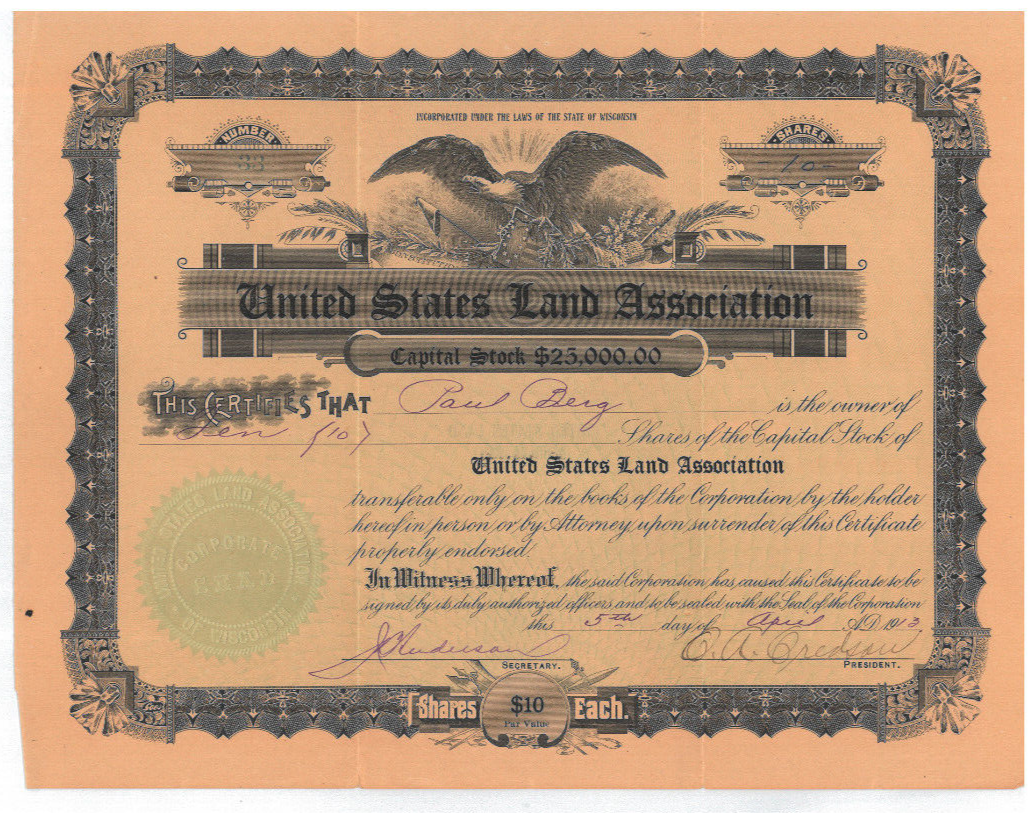 INCORPORATED UNDER THE LAWS OF THE STATE OF WISCONSIN
NUMBER
33
SHARES
-10-
United States Land Association
Capital Stock $25,000.00
THIS CERTIFIES THAT Paul Berg is the owner of
Ten (10) Shares of the Capital Stock of
United States Land Association
transferable only on the books of the Corporation by the holder
hereof in person or by Attorney upon surrender of this Certificate
properly endorsed.
In Witness Whereof, the said Corporation has caused this Certificate to be
signed by its duly authorized officers and to be sealed with the Seal of the Corporation
this 5th day of April A.D. 1913
SECRETARY.
PRESIDENT.
UNITED STATES LAND ASSOCIATION
CORPORATE
SEAL
OF WISCONSIN
Shares $10 Each.
Par Value